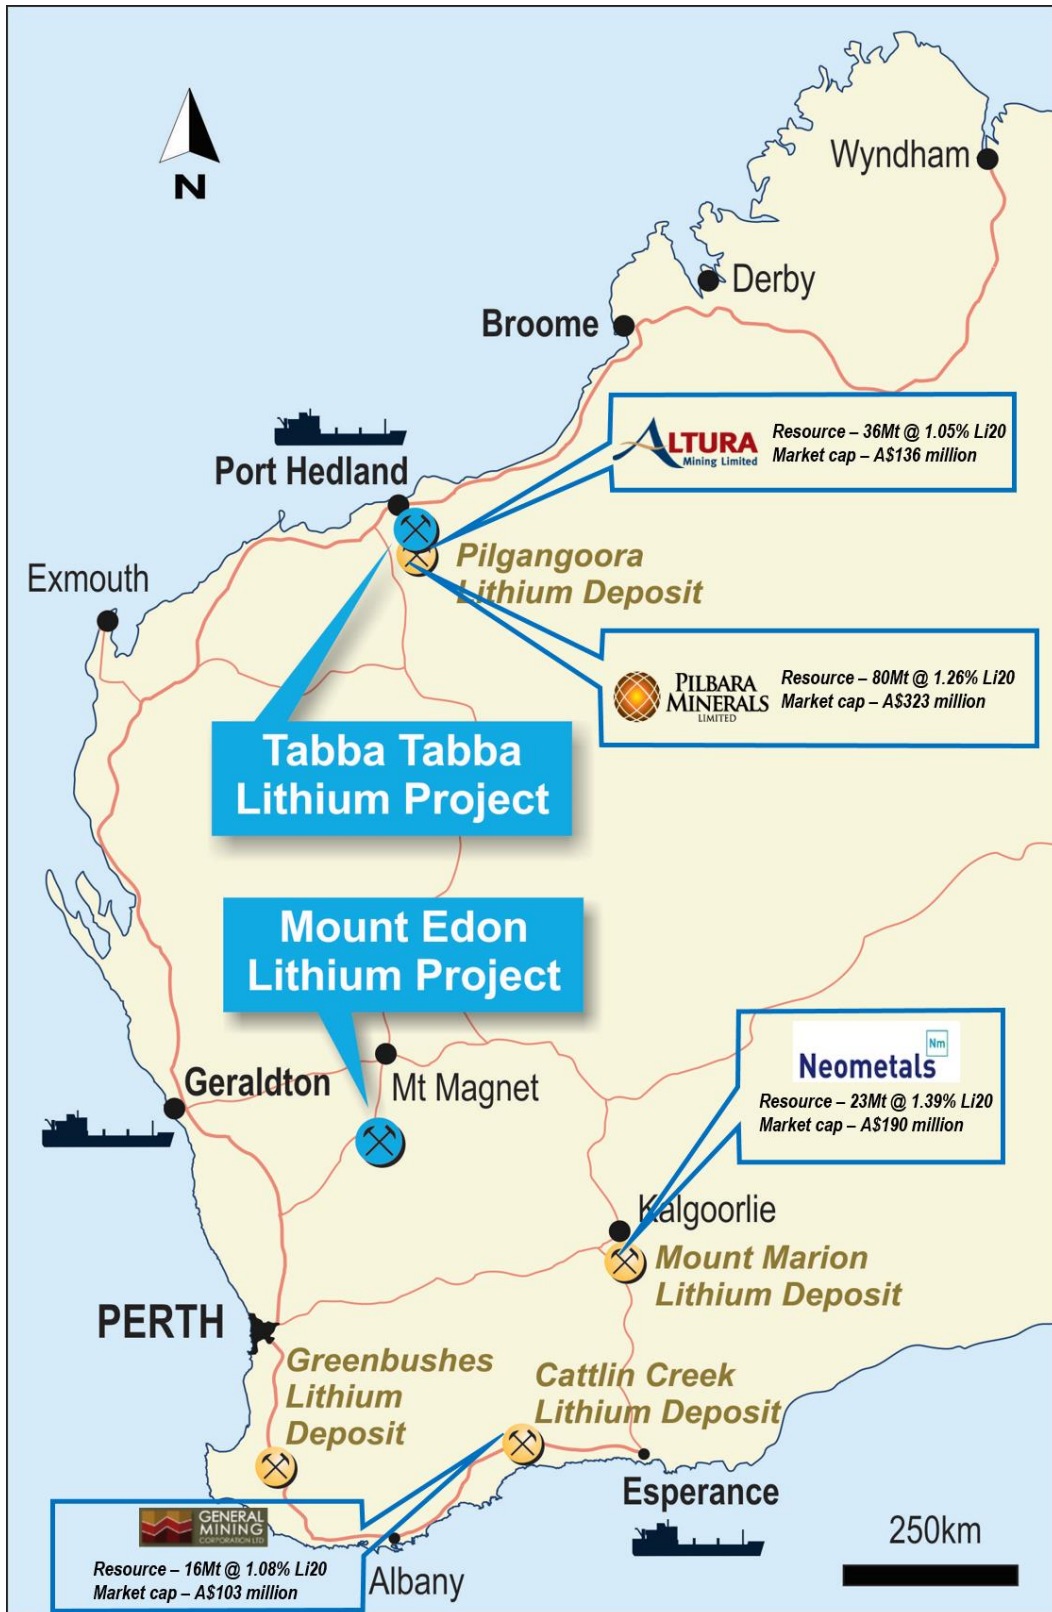 N
Wyndham
Derby
Broome
ALTURA
Mining Limited
Resource – 36Mt @ 1.05% Li20
Market cap – A$136 million
Port Hedland
Pilgangoora
Lithium Deposit
Exmouth
PILBARA
MINERALS
LIMITED
Resource – 80Mt @ 1.26% Li20
Market cap – A$323 million
Tabba Tabba
Lithium Project
Mount Edon
Lithium Project
Nm
Neometals
Resource – 23Mt @ 1.39% Li20
Market cap – A$190 million
Mt Magnet
Geraldton
Kalgoorlie
Mount Marion
Lithium Deposit
PERTH
Greenbushes
Lithium
Deposit
Cattlin Creek
Lithium Deposit
Esperance
GENERAL
MINING
CORPORATION LTD
Resource – 16Mt @ 1.08% Li20
Market cap – A$103 million
Albany
250km